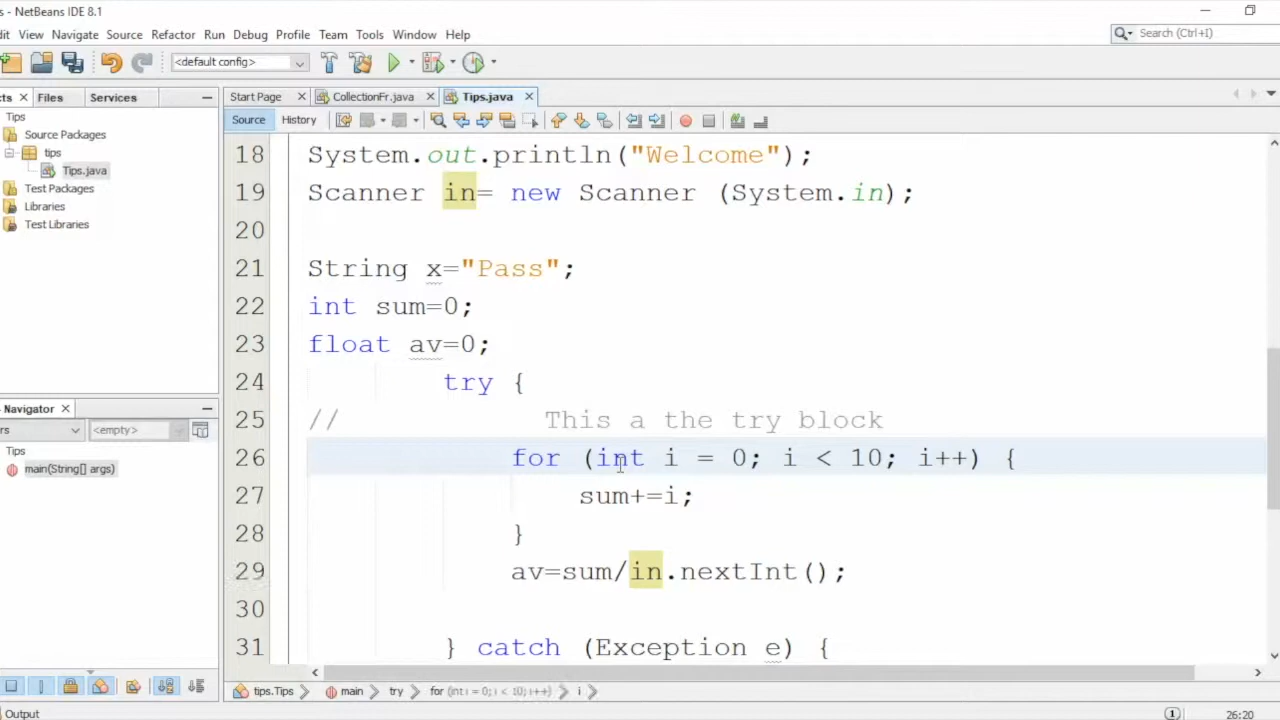 s - NetBeans IDE 8.1
dit View Navigate Source Refactor Run Debug Profile Team Tools Window Help
Search (Ctrl+I)
<default config>
cts Files Services
Start Page CollectionFr.java Tips.java
Source History
Tips
Source Packages
tips
Tips.java
Test Packages
Libraries
Test Libraries
18 System.out.println("Welcome");
19 Scanner in= new Scanner (System.in);
20
21 String x="Pass";
22 int sum=0;
23 float av=0;
24 try {
25 // This a the try block
26 for (int i = 0; i < 10; i++) {
27 sum+=i;
28 }
29 av=sum/in.nextInt();
30
31 } catch (Exception e) {
Navigator
rs <empty>
Tips
main(String[] args)
tips.Tips main try for (int i = 0; i < 10; i++) i
Output
1 26:20